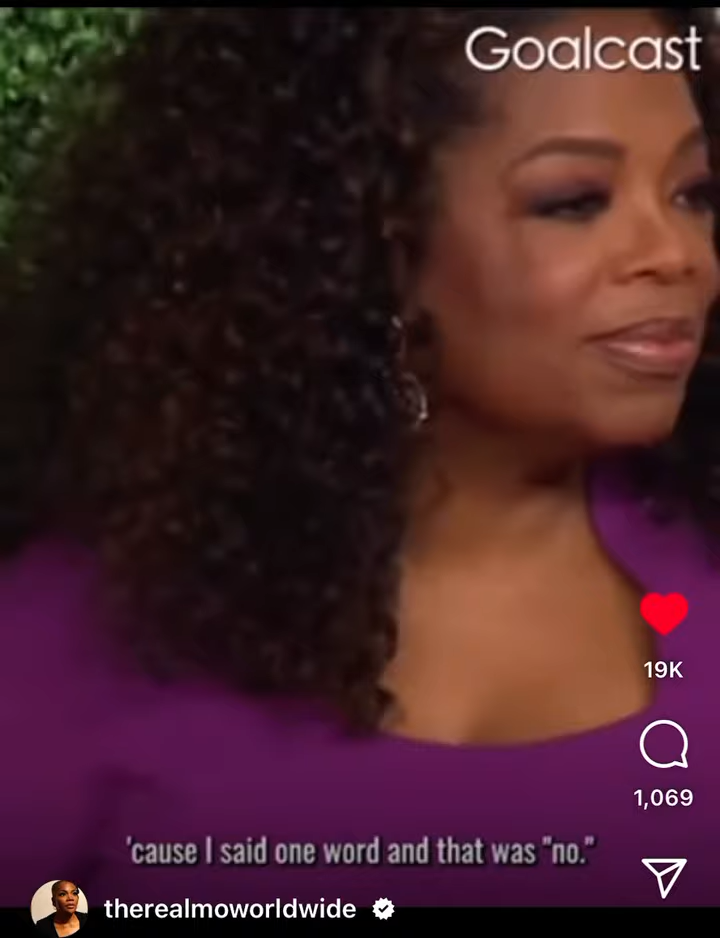 Goalcast
19K
1,069
'cause I said one word and that was "no."
therealmoworldwide